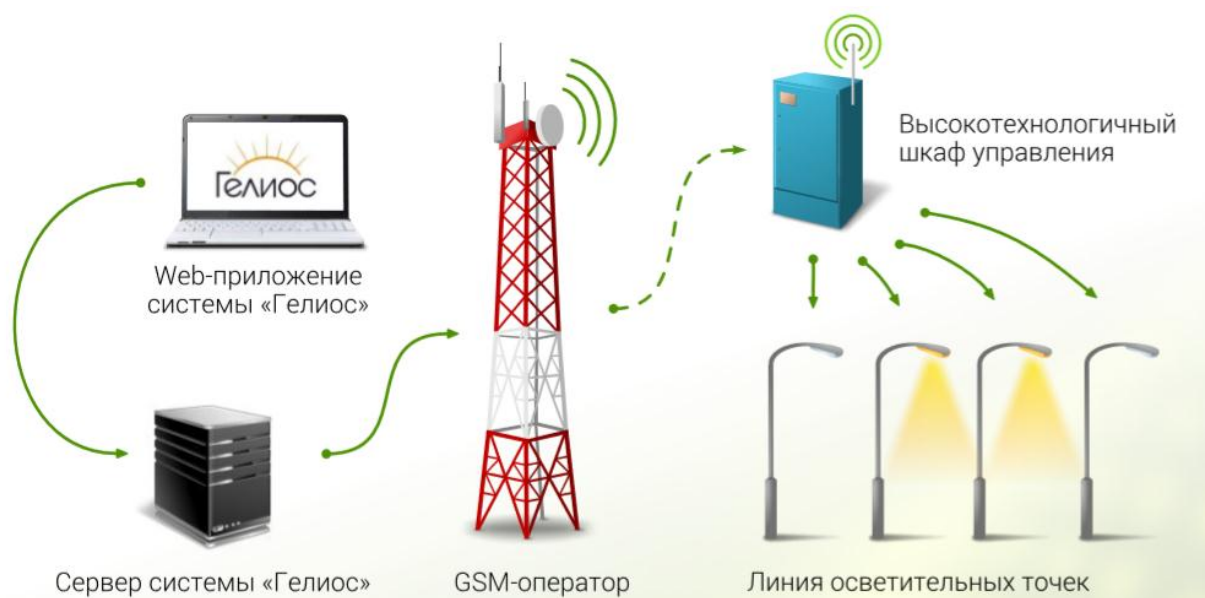 Гелиос
Web-приложение
системы «Гелиос»
Высокотехнологичный
шкаф управления
Сервер системы «Гелиос»
GSM-оператор
Линия осветительных точек